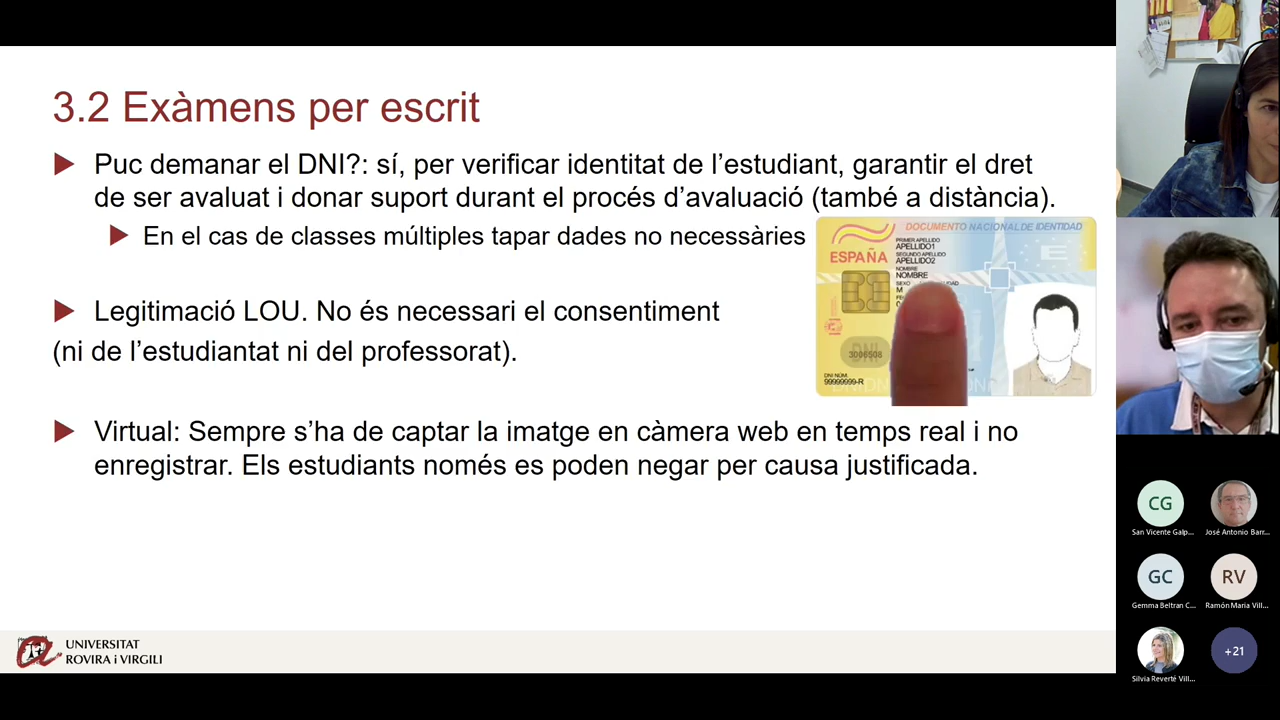 3.2 Exàmens per escrit
Puc demanar el DNI?: sí, per verificar identitat de l’estudiant, garantir el dret
de ser avaluat i donar suport durant el procés d’avaluació (també a distància).
En el cas de classes múltiples tapar dades no necessàries
DOCUMENTO NACIONAL DE IDENTIDAD
ESPAÑA
PRIMER APELLIDO
APELLIDO1
SEGUNDO APELLIDO
APELLIDO2
NOMBRE
NOMBRE
SEXO
M
3006508
DNI NÚM.
99999999-R
Legitimació LOU. No és necessari el consentiment
(ni de l’estudiantat ni del professorat).
Virtual: Sempre s’ha de captar la imatge en càmera web en temps real i no
enregistrar. Els estudiants només es poden negar per causa justificada.
UNIVERSITAT
ROVIRA i VIRGILI
CG
San Vicente Galp...
José Antonio Barr...
GC
RV
Gemma Beltran C...
Ramón Maria Vill...
+21
Silvia Reverté Vill...